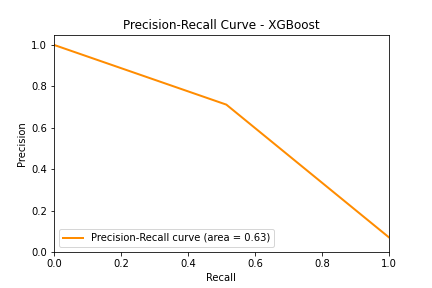 Precision-Recall Curve - XGBoost
Precision
1.0
0.8
0.6
0.4
0.2
0.0
Precision-Recall curve (area = 0.63)
0.0 0.2 0.4 0.6 0.8 1.0
Recall